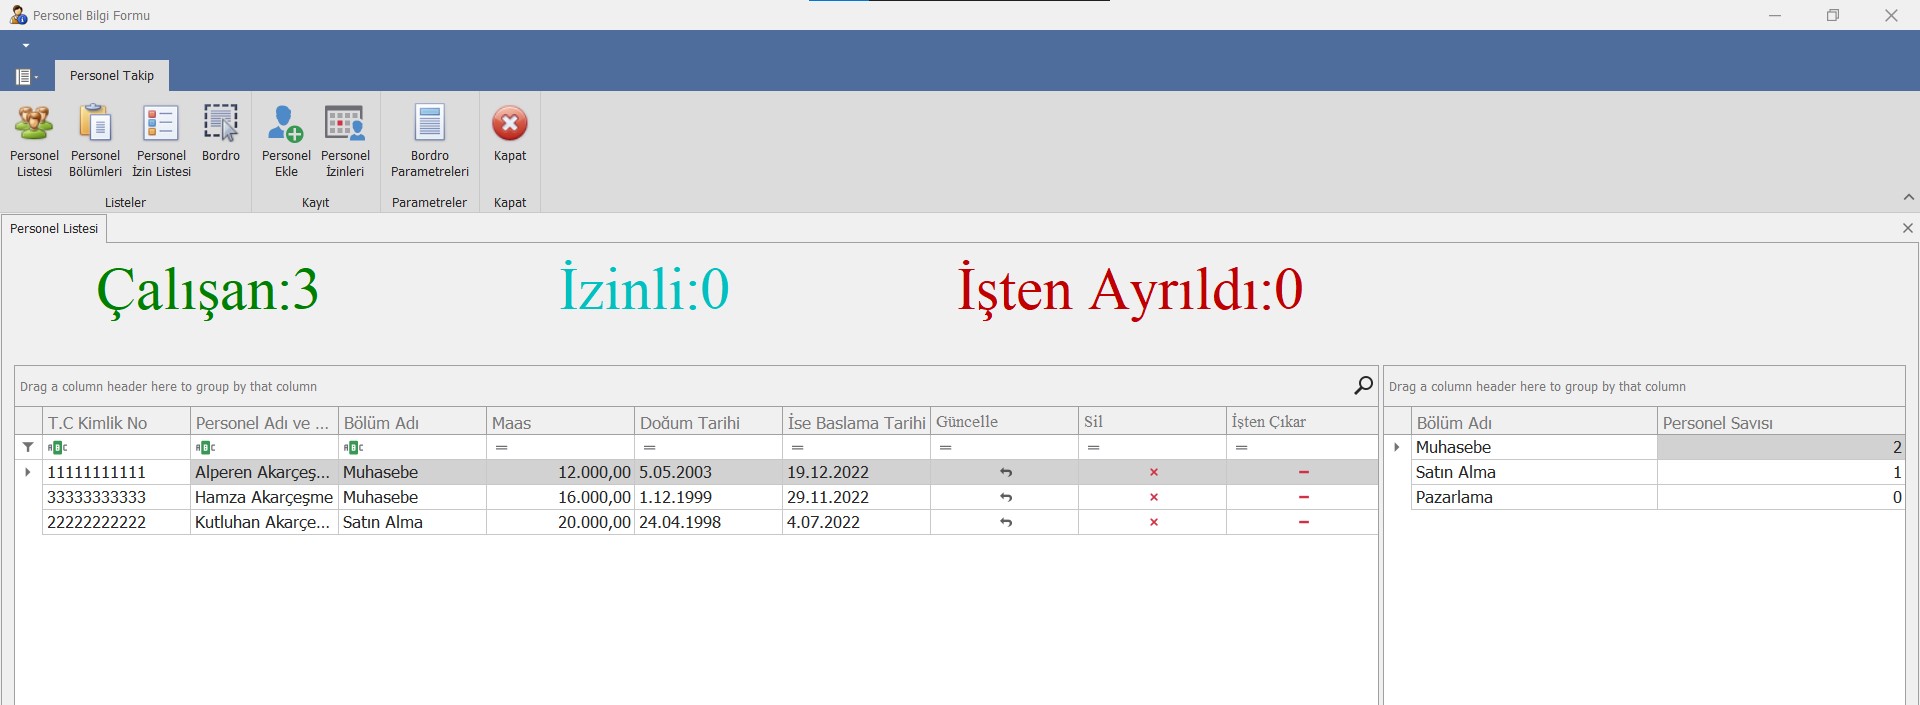 Personel Bilgi Formu
Personel Takip
Personel Listesi
Personel Bölümleri
Personel İzin Listesi
Bordro
Personel Ekle
Personel İzinleri
Bordro Parametreleri
Kapat
Listeler
Kayıt
Parametreler
Kapat
Personel Listesi
Çalışan:3
İzinli:0
İşten Ayrıldı:0
Drag a column header here to group by that column
T.C Kimlik No Personel Adı ve ... Bölüm Adı Maas Doğum Tarihi İse Baslama Tarihi Güncelle Sil İşten Çıkar
ABC ABC ABC = = = = = =
11111111111 Alperen Akarçeş... Muhasebe 12.000,00 5.05.2003 19.12.2022
33333333333 Hamza Akarçeşme Muhasebe 16.000,00 1.12.1999 29.11.2022
22222222222 Kutluhan Akarçe... Satın Alma 20.000,00 24.04.1998 4.07.2022
Drag a column header here to group by that column
Bölüm Adı Personel Savısı
Muhasebe 2
Satın Alma 1
Pazarlama 0